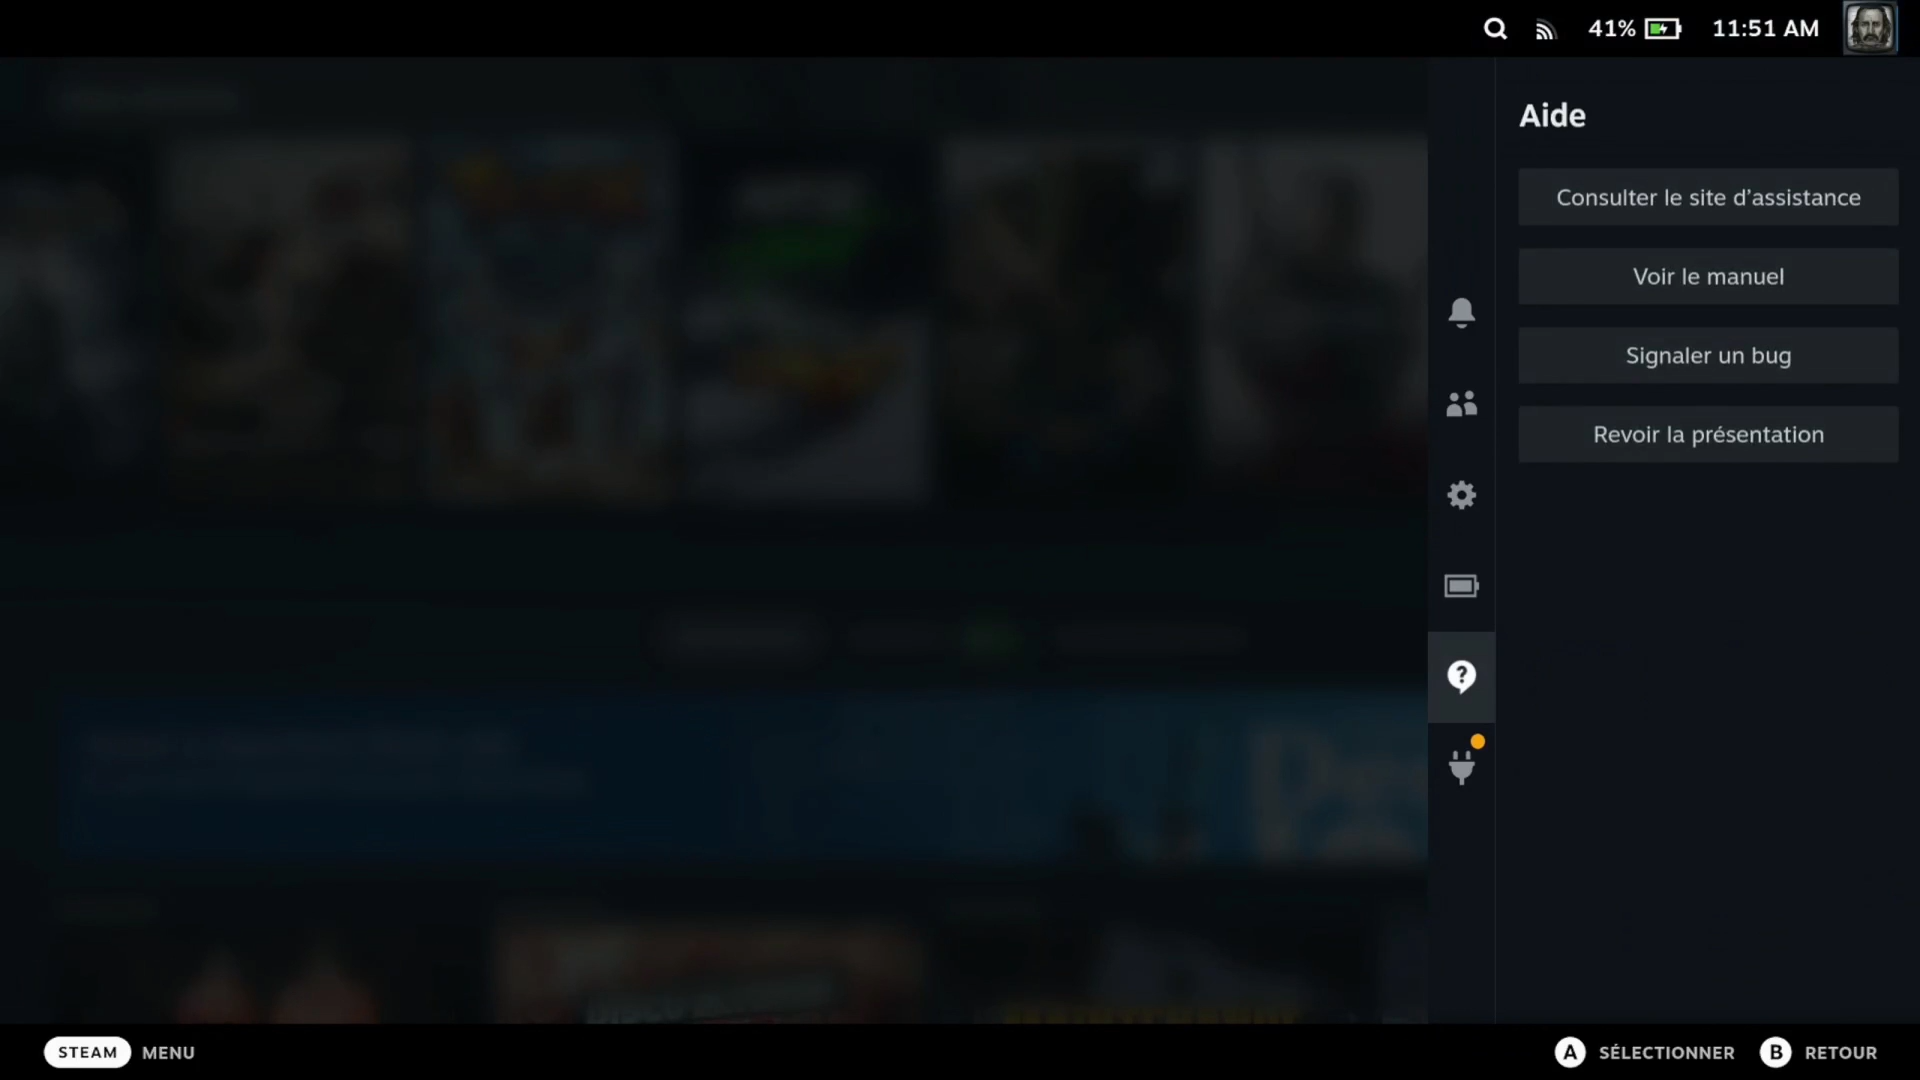 41%
11:51 AM
Aide
Consulter le site d’assistance
Voir le manuel
Signaler un bug
Revoir la présentation
STEAM MENU
A SÉLECTIONNER B RETOUR